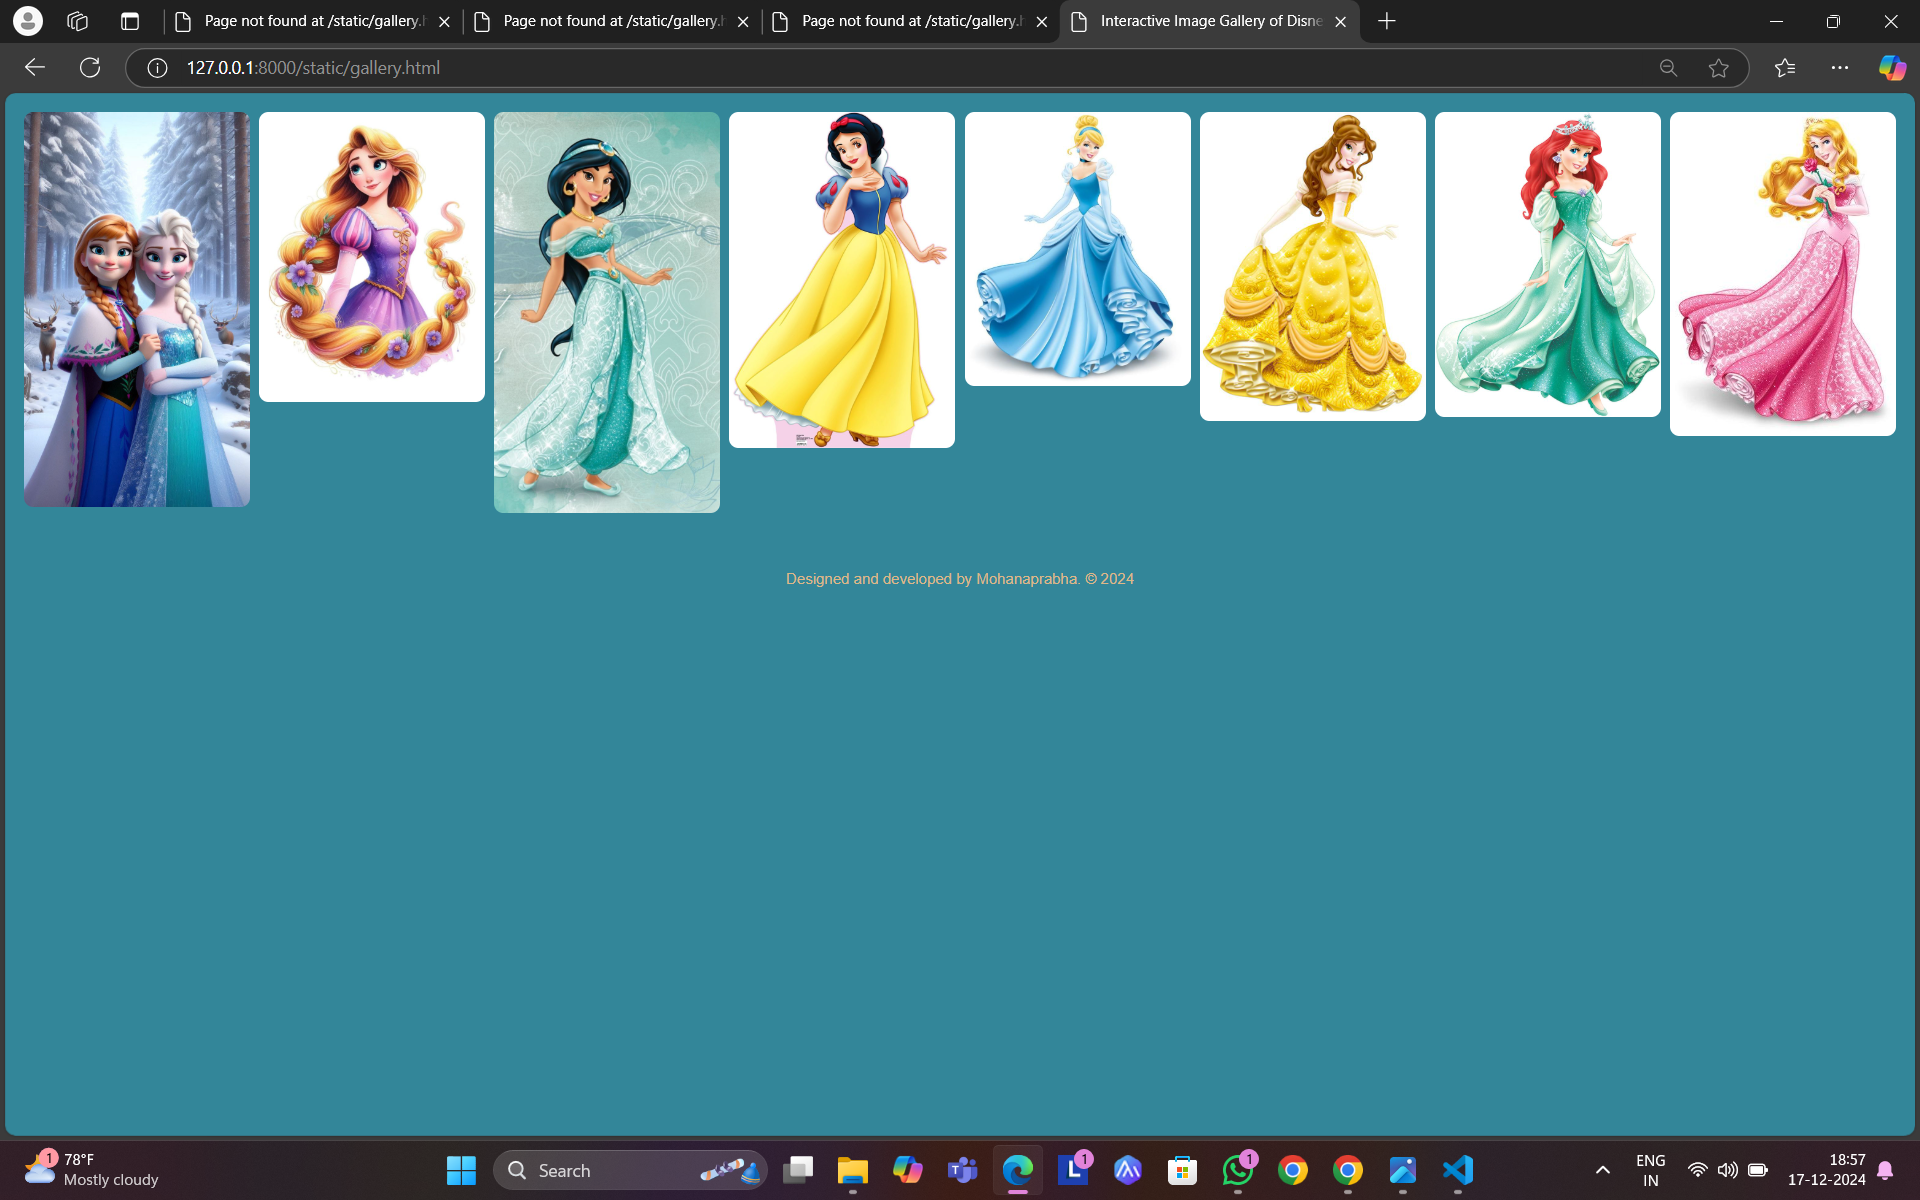 Page not found at /static/gallery.h
Page not found at /static/gallery.h
Page not found at /static/gallery.h
Interactive Image Gallery of Disne
127.0.0.1:8000/static/gallery.html
Designed and developed by Mohanaprabha. © 2024
1
78°F
Mostly cloudy
Search
T
L
1
1
ENG
IN
18:57
17-12-2024